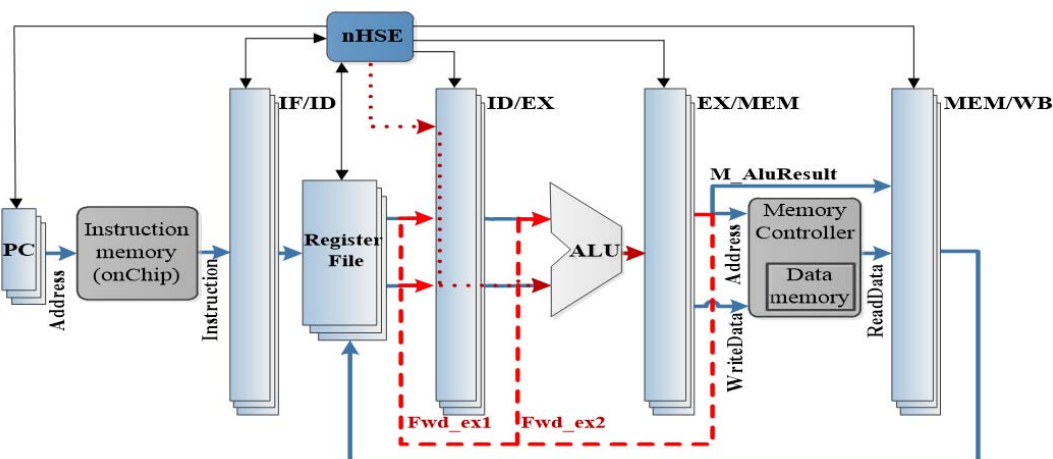 nHSE
IF/ID
ID/EX
EX/MEM
MEM/WB
M_AluResult
PC
Address
Instruction
memory
(onChip)
Instruction
Register
File
ALU
Address
WriteData
Memory
Controller
Data
memory
ReadData
Fwd_ex1
Fwd_ex2